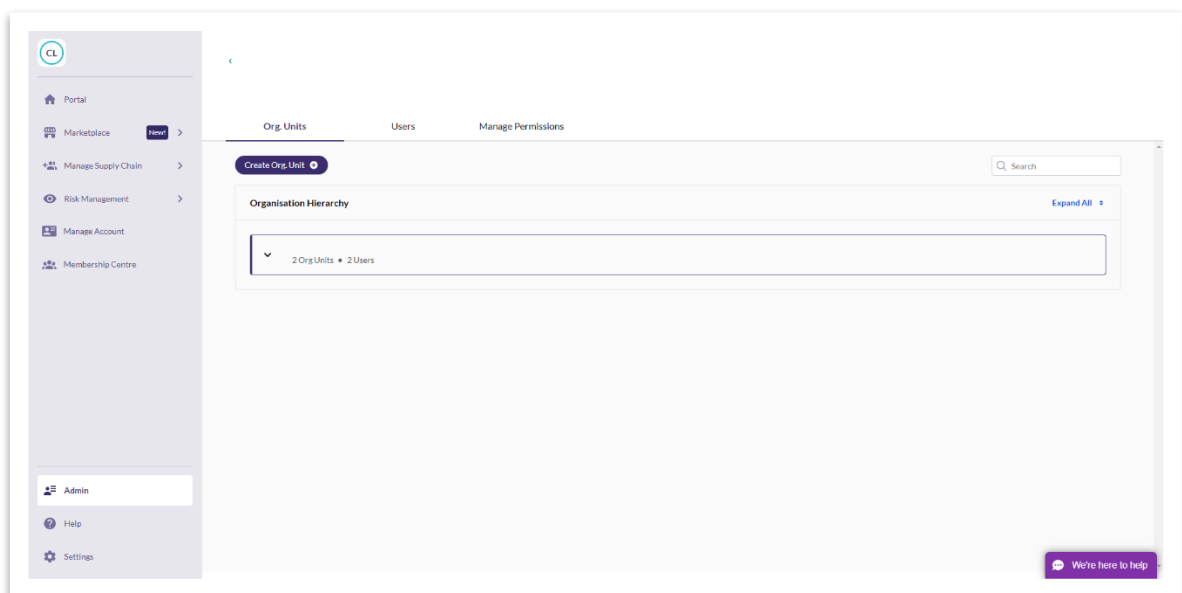 CL
Portal
Marketplace New!
Manage Supply Chain
Risk Management
Manage Account
Membership Centre
Admin
Help
Settings
Org. Units Users Manage Permissions
Create Org. Unit
Search
Organisation Hierarchy
Expand All
2 Org Units • 2 Users
We're here to help